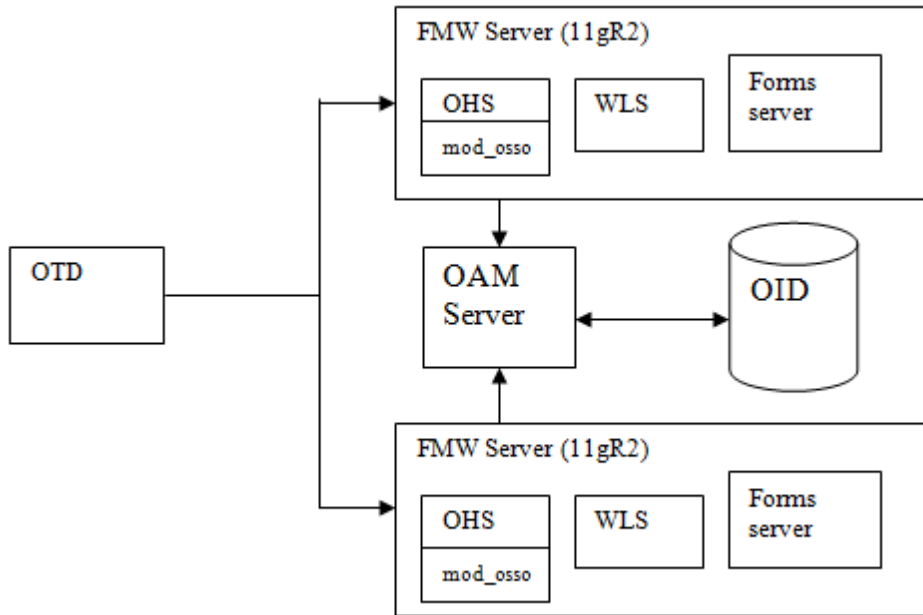 FMW Server (11gR2)
OHS
mod_osso
WLS
Forms
server
OTD
OAM
Server
OID
FMW Server (11gR2)
OHS
mod_osso
WLS
Forms
server